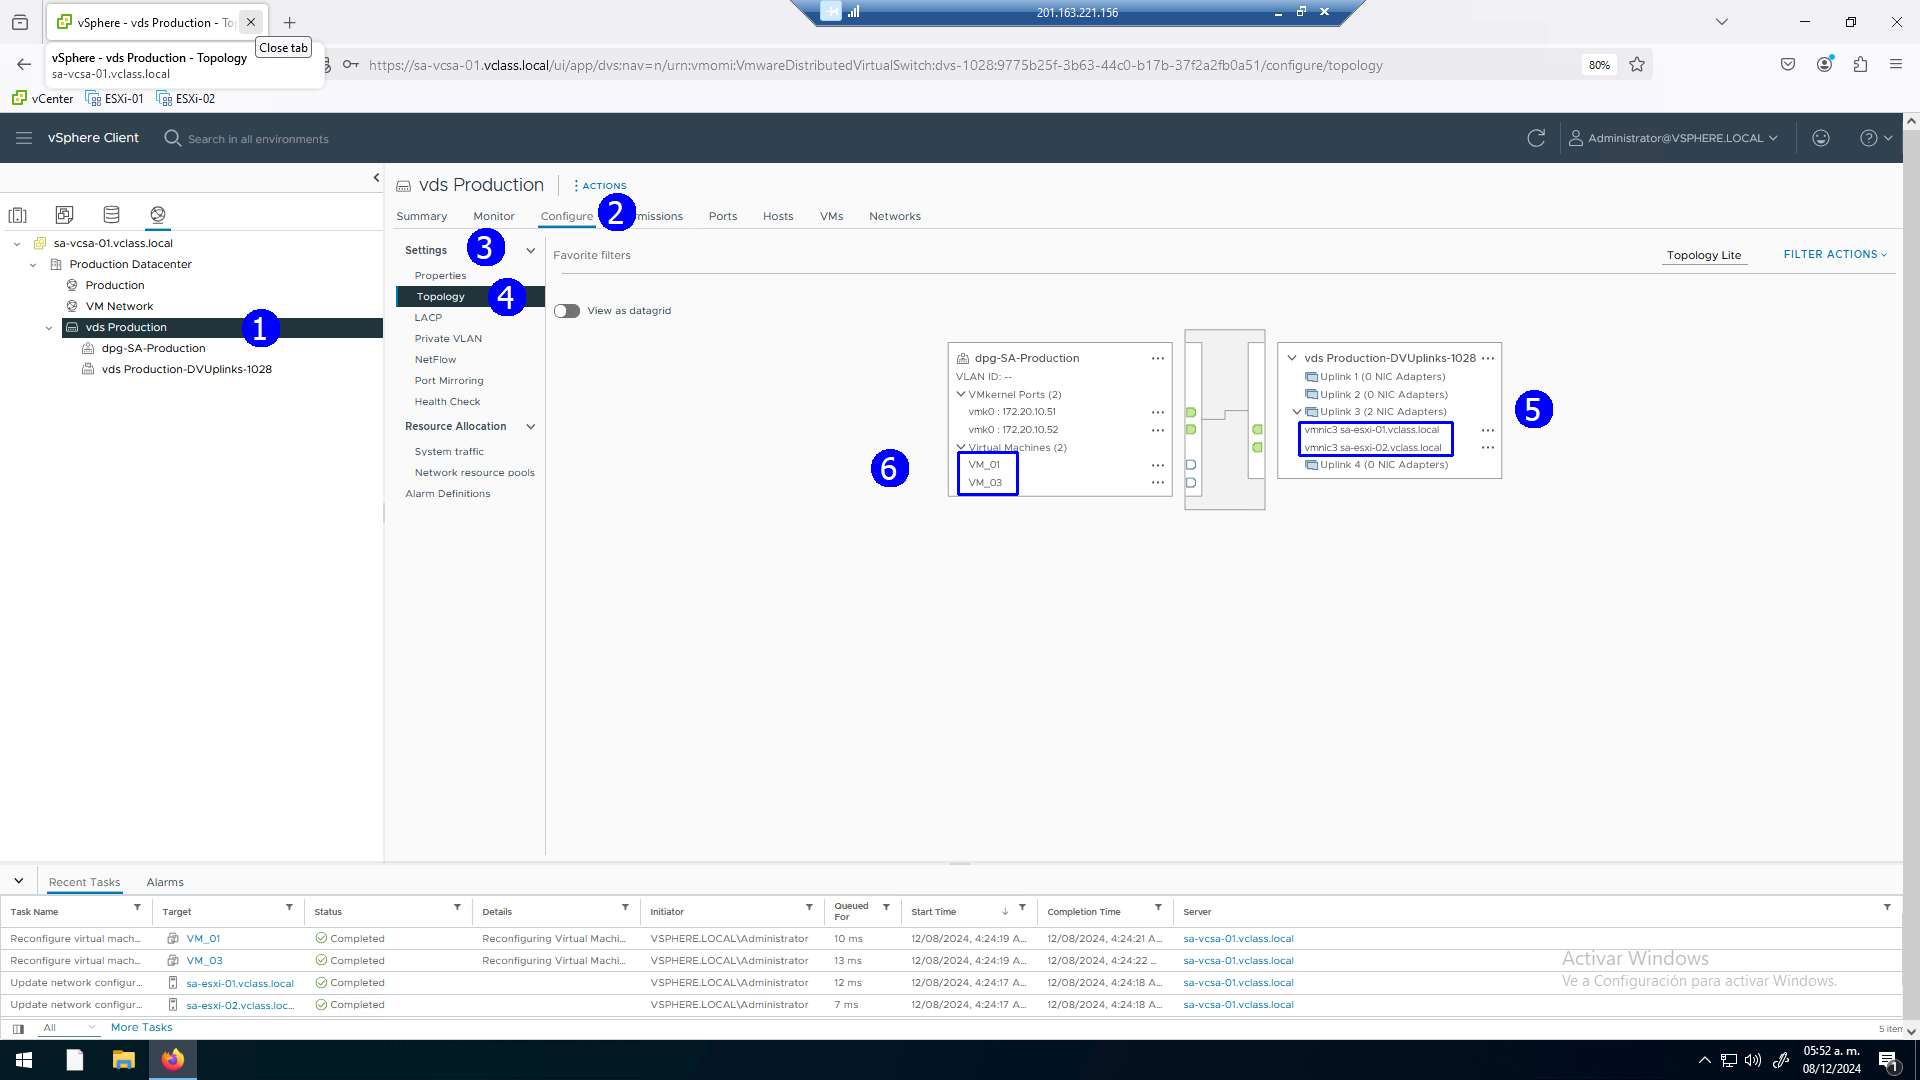 vSphere - vds Production - To
201.163.221.156
Close tab
vSphere - vds Production - Topology
sa-vcsa-01.vclass.local
https://sa-vcsa-01.vclass.local/ui/app/dvs;nav=n/urn:vmomi:VmwareDistributedVirtualSwitch:dvs-1028:9775b25f-3b63-44c0-b17b-37f2a2fb0a51/configure/topology
80%
vCenter ESXi-01 ESXi-02
vSphere Client
Search in all environments
Administrator@VSPHERE.LOCAL
vds Production
ACTIONS
Summary Monitor Configure 2 missions Ports Hosts VMs Networks
sa-vcsa-01.vclass.local
Production Datacenter
Production
VM Network
vds Production 1
dpg-SA-Production
vds Production-DVUplinks-1028
Settings 3
Properties
Topology 4
LACP
Private VLAN
NetFlow
Port Mirroring
Health Check
Resource Allocation
System traffic
Network resource pools
Alarm Definitions
Favorite filters
Topology Lite
FILTER ACTIONS
View as datagrid
dpg-SA-Production
VLAN ID: --
VMkernel Ports (2)
vmk0 : 172.20.10.51
vmk0 : 172.20.10.52
Virtual Machines (2)
6
VM_01
VM_03
vds Production-DVUplinks-1028
Uplink 1 (0 NIC Adapters)
Uplink 2 (0 NIC Adapters)
Uplink 3 (2 NIC Adapters)
5
vmnic3 sa-esxi-01.vclass.local
vmnic3 sa-esxi-02.vclass.local
Uplink 4 (0 NIC Adapters)
Recent Tasks Alarms
Task Name Target Status Details Initiator Queued For Start Time Completion Time Server
Reconfigure virtual mach... VM_01 Completed Reconfiguring Virtual Machi... VSPHERE.LOCAL\Administrator 10 ms 12/08/2024, 4:24:19 A... 12/08/2024, 4:24:21 A... sa-vcsa-01.vclass.local
Reconfigure virtual mach... VM_03 Completed Reconfiguring Virtual Machi... VSPHERE.LOCAL\Administrator 13 ms 12/08/2024, 4:24:19 A... 12/08/2024, 4:24:22 ... sa-vcsa-01.vclass.local
Update network configur... sa-esxi-01.vclass.local Completed VSPHERE.LOCAL\Administrator 12 ms 12/08/2024, 4:24:17 A... 12/08/2024, 4:24:18 A... sa-vcsa-01.vclass.local
Update network configur... sa-esxi-02.vclass.loc... Completed VSPHERE.LOCAL\Administrator 7 ms 12/08/2024, 4:24:17 A... 12/08/2024, 4:24:18 A... sa-vcsa-01.vclass.local
Activar Windows
Ve a Configuración para activar Windows.
All More Tasks
5 item
05:52 a. m.
08/12/2024
1